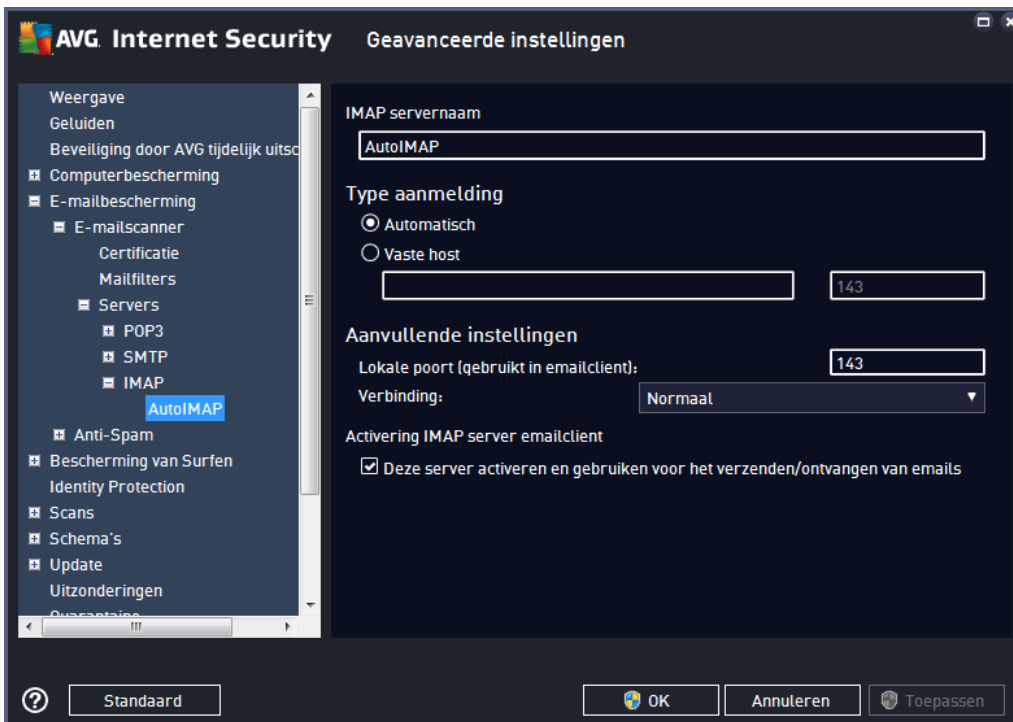 AVG. Internet Security Geavanceerde instellingen
Weergave
Geluiden
Beveiliging door AVG tijdelijk uitsc
Computerbescherming
E-mailbescherming
E-mailscanner
Certificatie
Mailfilters
Servers
POP3
SMTP
IMAP
AutoIMAP
Anti-Spam
Bescherming van Surfen
Identity Protection
Scans
Schema's
Update
Uitzonderingen
Quarantaine
IMAP servernaam
AutoIMAP
Type aanmelding
Automatisch
Vaste host
143
Aanvullende instellingen
Lokale poort (gebruikt in emailclient): 143
Verbinding: Normaal
Activering IMAP server emailclient
Deze server activeren en gebruiken voor het verzenden/ontvangen van emails
? Standaard OK Annuleren Toepassen